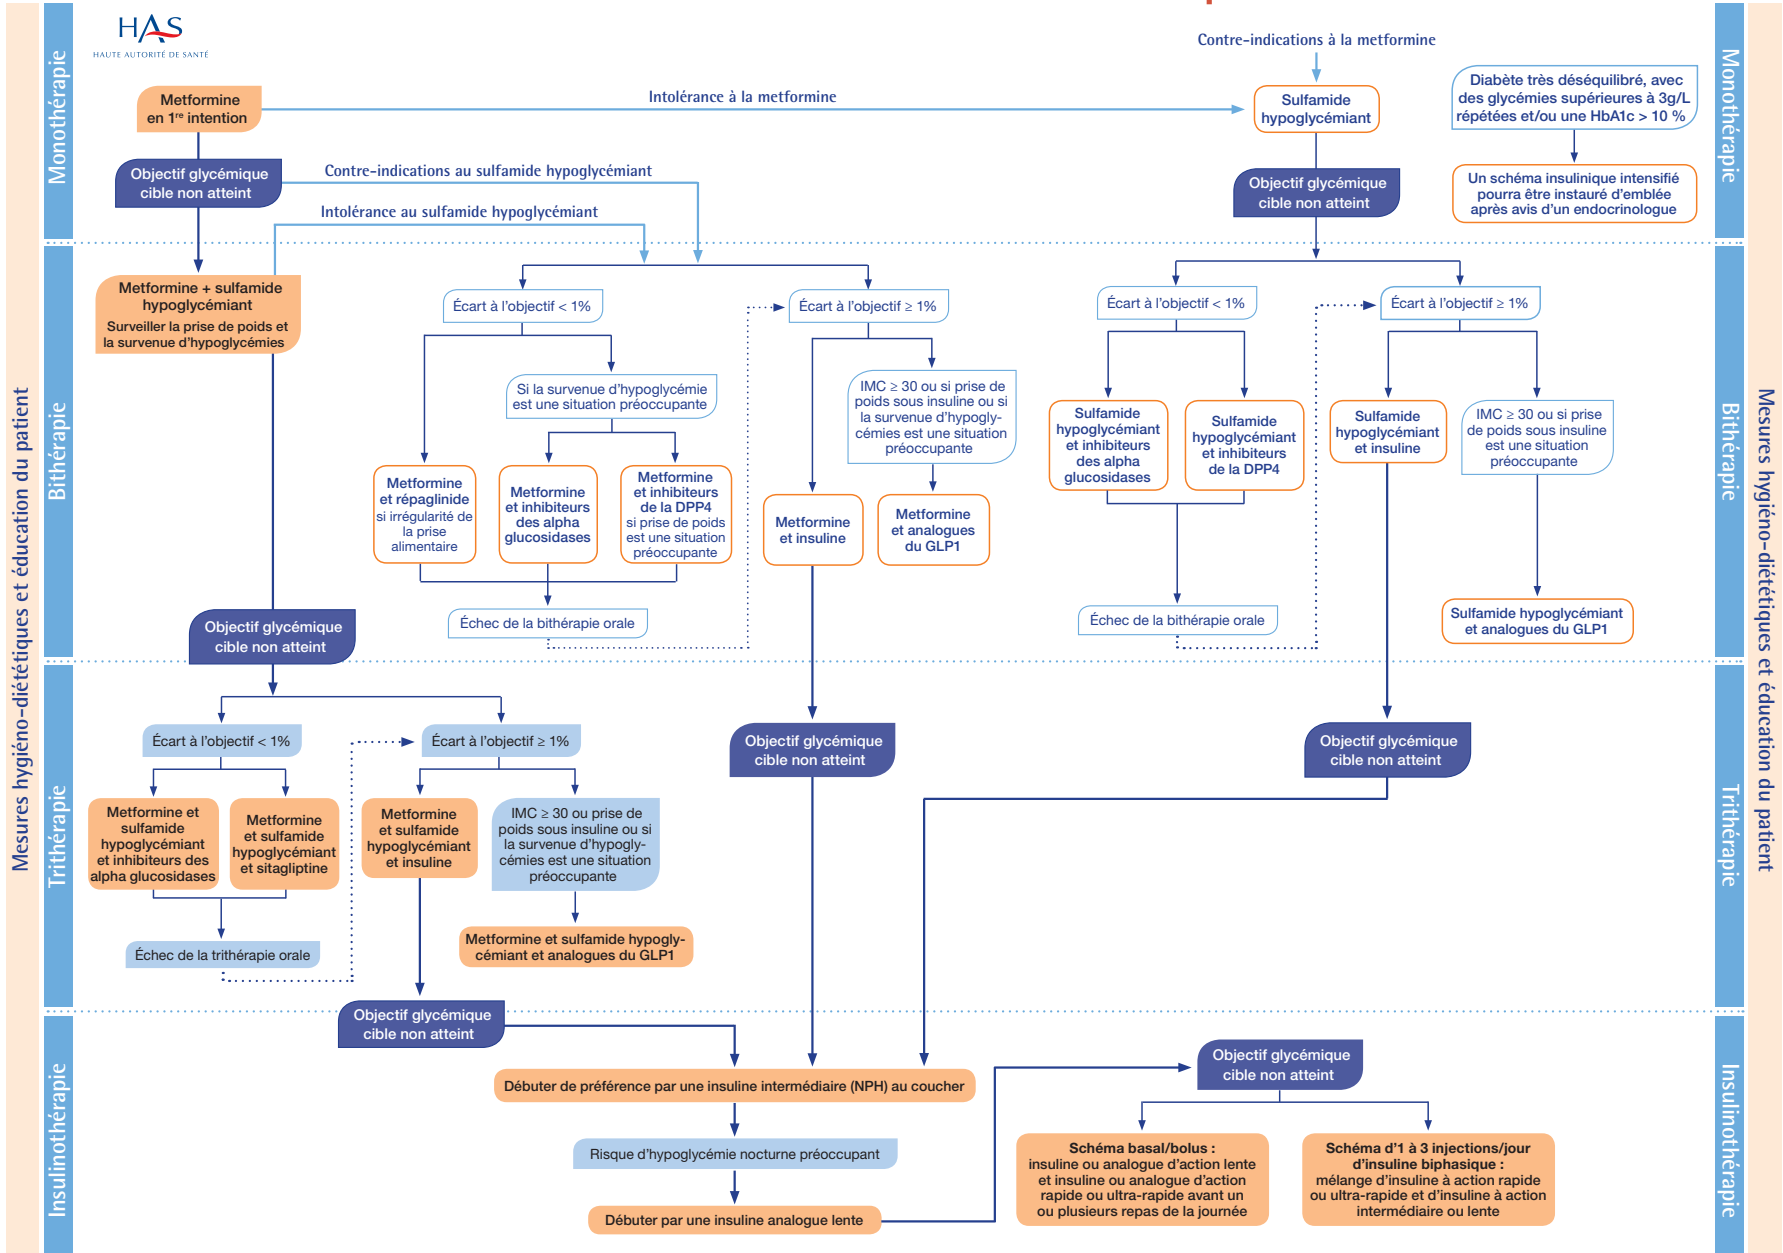 HAS
HAUTE AUTORITÉ DE SANTÉ
Mesures hygiéno-diététiques et éducation du patient
Monothérapie
Metformine
en 1re intention
Intolérance à la metformine
Contre-indications à la metformine
Sulfamide
hypoglycémiant
Diabète très déséquilibré, avec
des glycémies supérieures à 3g/L
répétées et/ou une HbA1c > 10 %
Objectif glycémique
cible non atteint
Contre-indications au sulfamide hypoglycémiant
Intolérance au sulfamide hypoglycémiant
Objectif glycémique
cible non atteint
Un schéma insulinique intensifié
pourra être instauré d'emblée
après avis d'un endocrinologue
Monothérapie
Bithérapie
Metformine + sulfamide
hypoglycémiant
Surveiller la prise de poids et
la survenue d'hypoglycémies
Écart à l'objectif < 1%
Si la survenue d'hypoglycémie
est une situation préoccupante
Metformine
et répaglinide
si irrégularité de
la prise
alimentaire
Metformine
et inhibiteurs
des alpha
glucosidases
Metformine
et inhibiteurs
de la DPP4
si prise de poids
est une situation
préoccupante
Échec de la bithérapie orale
Écart à l'objectif ≥ 1%
IMC ≥ 30 ou si prise de
poids sous insuline ou si
la survenue d'hypogly-
cémies est une situation
préoccupante
Metformine
et insuline
Metformine
et analogues
du GLP1
Écart à l'objectif < 1%
Sulfamide
hypoglycémiant
et inhibiteurs
des alpha
glucosidases
Sulfamide
hypoglycémiant
et inhibiteurs
de la DPP4
Échec de la bithérapie orale
Écart à l'objectif ≥ 1%
Sulfamide
hypoglycémiant
et insuline
IMC ≥ 30 ou si prise
de poids sous insuline
est une situation
préoccupante
Sulfamide hypoglycémiant
et analogues du GLP1
Bithérapie
Objectif glycémique
cible non atteint
Trithérapie
Écart à l'objectif < 1%
Metformine et
sulfamide
hypoglycémiant
et inhibiteurs des
alpha glucosidases
Metformine
et sulfamide
hypoglycémiant
et sitagliptine
Échec de la trithérapie orale
Écart à l'objectif ≥ 1%
Metformine
et sulfamide
hypoglycémiant
et insuline
IMC ≥ 30 ou prise de
poids sous insuline ou si
la survenue d'hypogly-
cémies est une situation
préoccupante
Metformine et sulfamide hypogly-
cémiant et analogues du GLP1
Objectif glycémique
cible non atteint
Objectif glycémique
cible non atteint
Trithérapie
Insulinothérapie
Objectif glycémique
cible non atteint
Débuter de préférence par une insuline intermédiaire (NPH) au coucher
Risque d'hypoglycémie nocturne préoccupant
Débuter par une insuline analogue lente
Objectif glycémique
cible non atteint
Schéma basal/bolus :
insuline ou analogue d'action lente
et insuline ou analogue d'action
rapide ou ultra-rapide avant un
ou plusieurs repas de la journée
Schéma d'1 à 3 injections/jour
d'insuline biphasique :
mélange d'insuline à action rapide
ou ultra-rapide et d'insuline à action
intermédiaire ou lente
Insulinothérapie
Mesures hygiéno-diététiques et éducation du patient